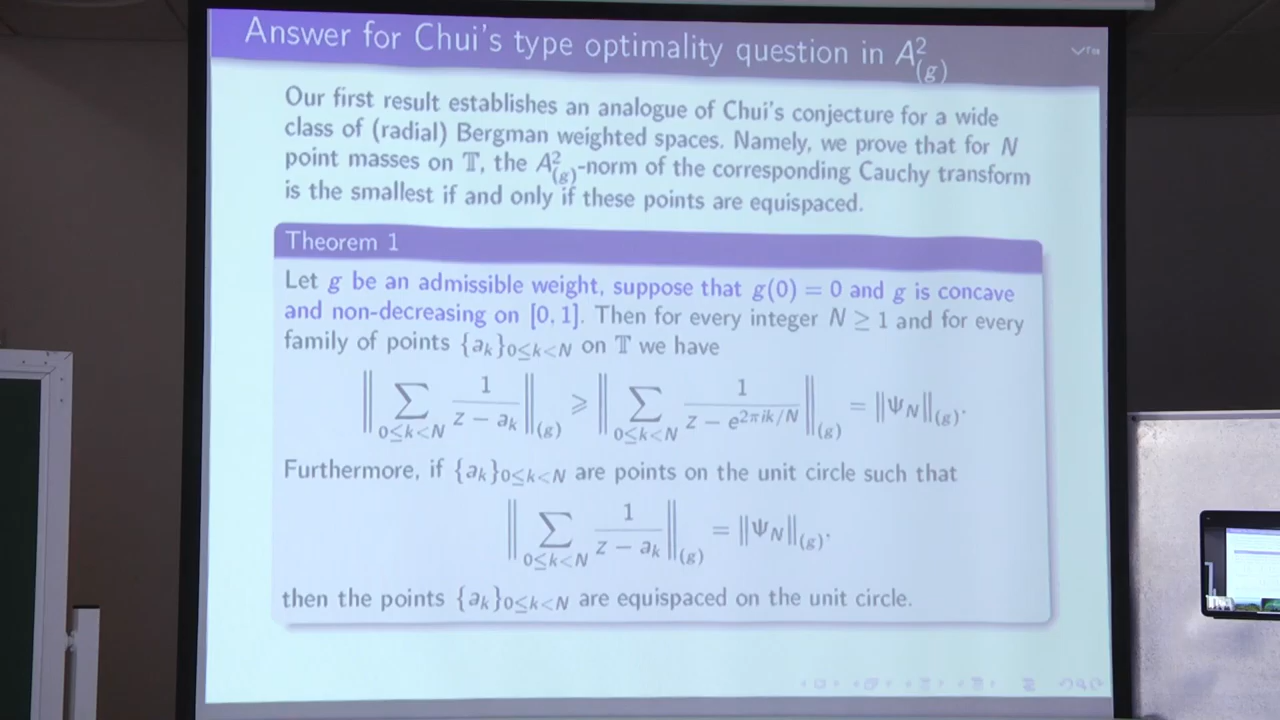 Answer for Chui's type optimality question in A²₍g₎
Our first result establishes an analogue of Chui's conjecture for a wide
class of (radial) Bergman weighted spaces. Namely, we prove that for N
point masses on 𝕋, the A²₍g₎-norm of the corresponding Cauchy transform
is the smallest if and only if these points are equispaced.
Theorem 1
Let g be an admissible weight, suppose that g(0) = 0 and g is concave
and non-decreasing on [0, 1]. Then for every integer N ≥ 1 and for every
family of points {a_k}_{0≤k<N} on 𝕋 we have
‖ ∑_{0≤k<N} 1/(z − a_k) ‖_{(g)} ⩾ ‖ ∑_{0≤k<N} 1/(z − e^{2πik/N}) ‖_{(g)} = ‖Ψ_N‖_{(g)}.
Furthermore, if {a_k}_{0≤k<N} are points on the unit circle such that
‖ ∑_{0≤k<N} 1/(z − a_k) ‖_{(g)} = ‖Ψ_N‖_{(g)},
then the points {a_k}_{0≤k<N} are equispaced on the unit circle.